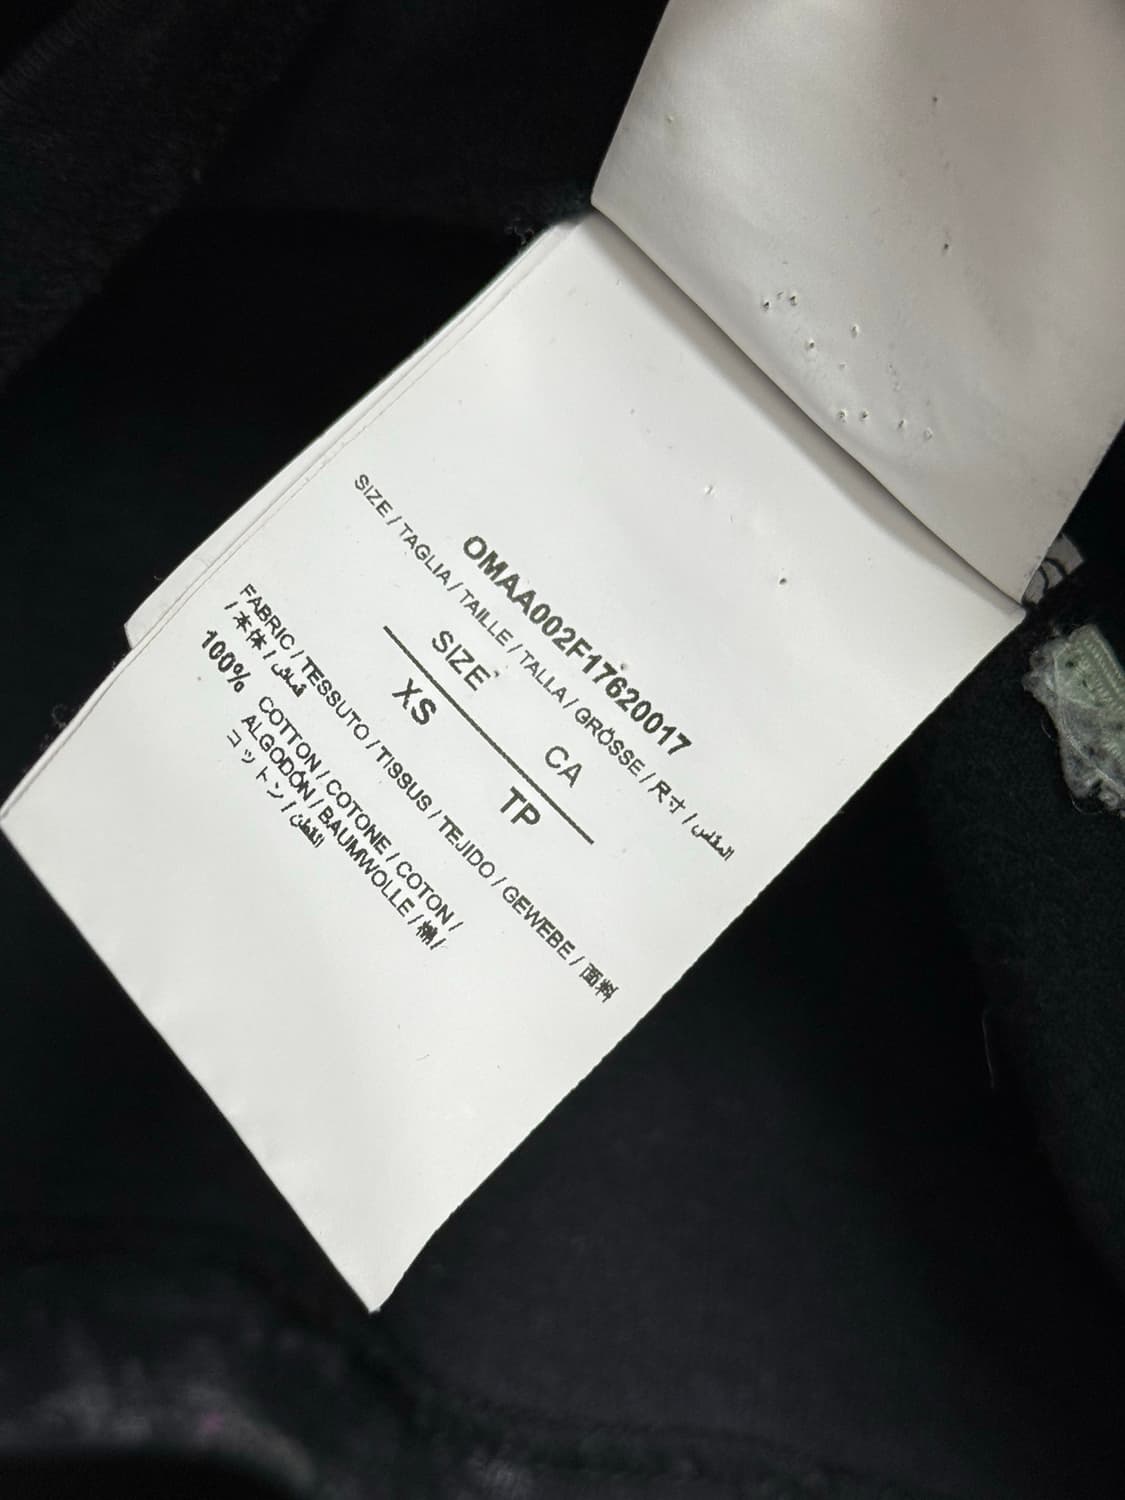 OMAA002F17620017
SIZE / TAGLIA / TAILLE / TALLA / GRÖSSE / 尺寸 / المقاس
SIZE CA
XS TP
FABRIC / TESSUTO / TISSUS / TEJIDO / GEWEBE / 面料
/ 本体 / قماش
100% COTTON / COTONE / COTON /
ALGODÓN / BAUMWOLLE / 棉 /
コットン / القطن